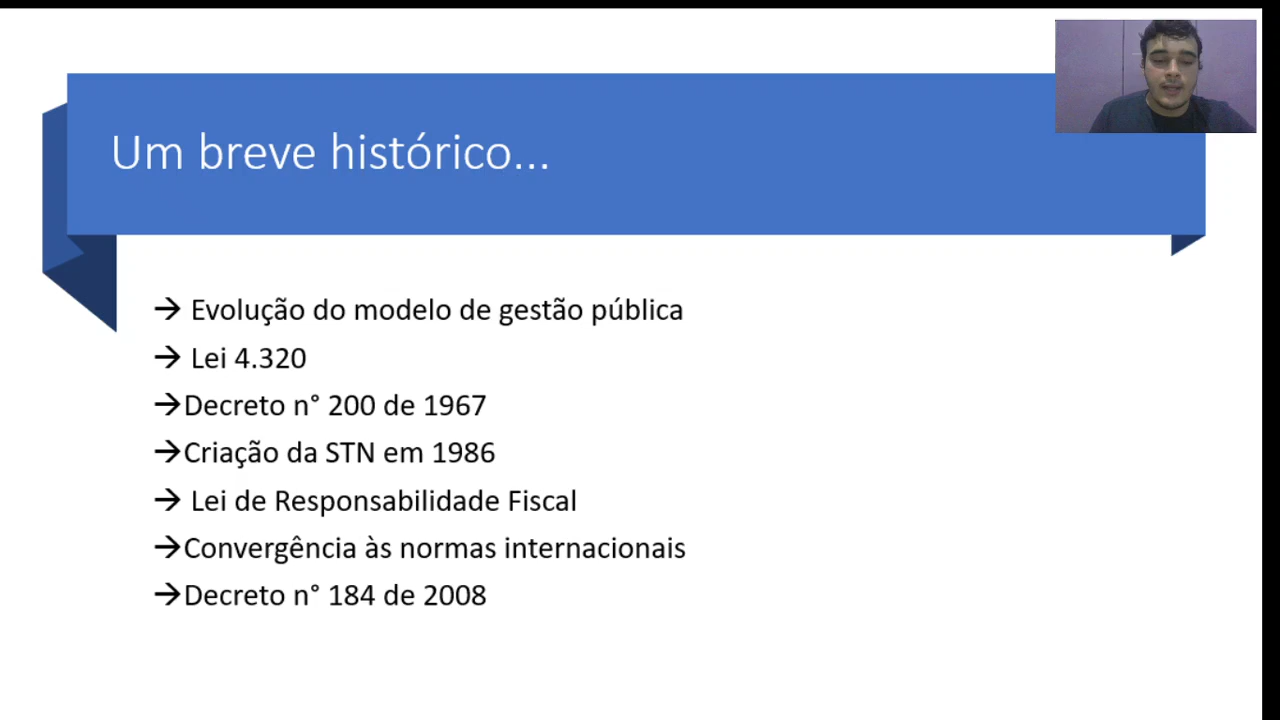 Um breve histórico...
→ Evolução do modelo de gestão pública
→ Lei 4.320
→Decreto n° 200 de 1967
→Criação da STN em 1986
→ Lei de Responsabilidade Fiscal
→Convergência às normas internacionais
→Decreto n° 184 de 2008